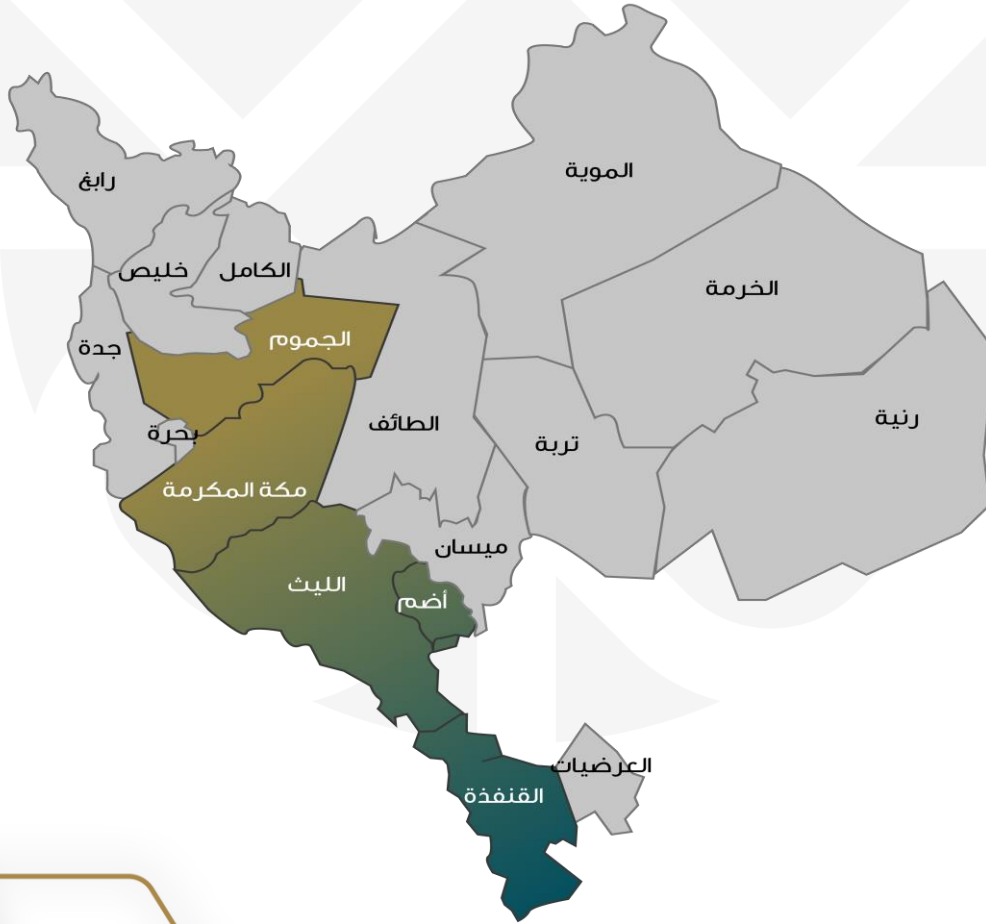 الموية
رابغ
خليص
الكامل
الخرمة
الجموم
جدة
الطائف
رنية
بحرة
تربة
مكة المكرمة
ميسان
الليث
أضم
العرضيات
القنفذة